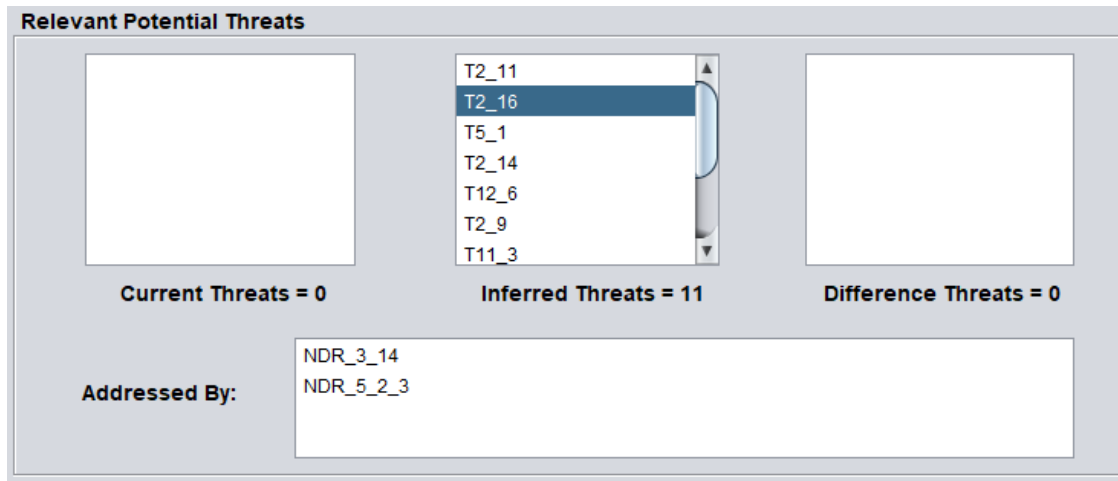 Relevant Potential Threats
T2_11
T2_16
T5_1
T2_14
T12_6
T2_9
T11_3
Current Threats = 0
Inferred Threats = 11
Difference Threats = 0
Addressed By:
NDR_3_14
NDR_5_2_3